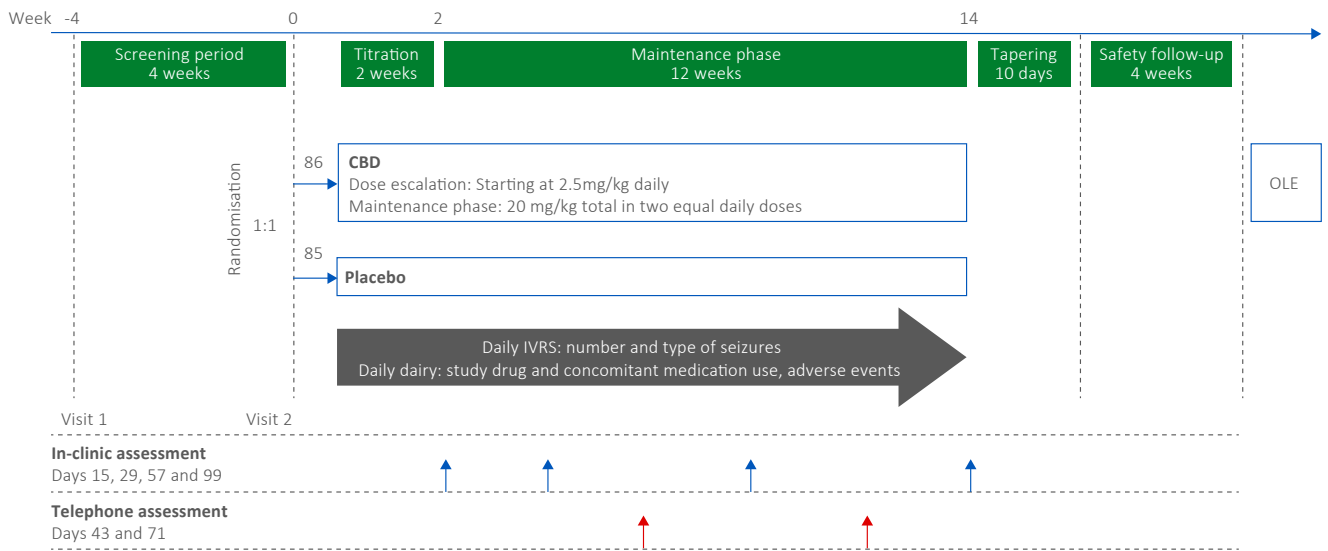 Week -4 0 2 14
Screening period
4 weeks
Titration
2 weeks
Maintenance phase
12 weeks
Tapering
10 days
Safety follow-up
4 weeks
Randomisation
1:1
86
CBD
Dose escalation: Starting at 2.5mg/kg daily
Maintenance phase: 20 mg/kg total in two equal daily doses
OLE
85
Placebo
Daily IVRS: number and type of seizures
Daily dairy: study drug and concomitant medication use, adverse events
Visit 1 Visit 2
In-clinic assessment
Days 15, 29, 57 and 99
Telephone assessment
Days 43 and 71